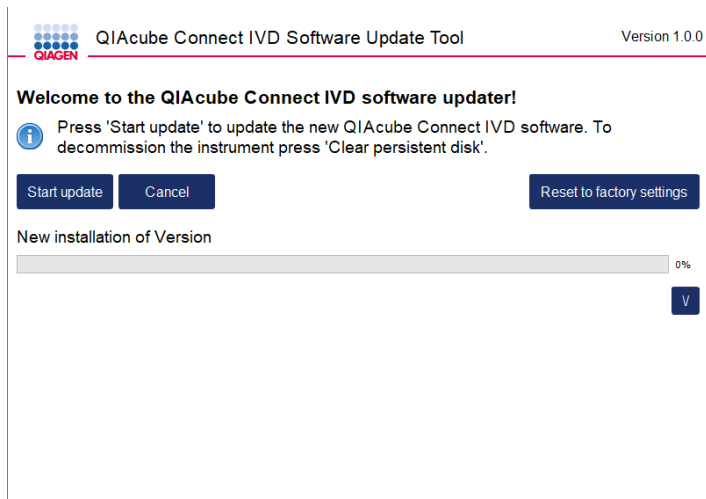 QIAGEN
QIAcube Connect IVD Software Update Tool
Version 1.0.0
Welcome to the QIAcube Connect IVD software updater!
Press 'Start update' to update the new QIAcube Connect IVD software. To
decommission the instrument press 'Clear persistent disk'.
Start update
Cancel
Reset to factory settings
New installation of Version
0%
V